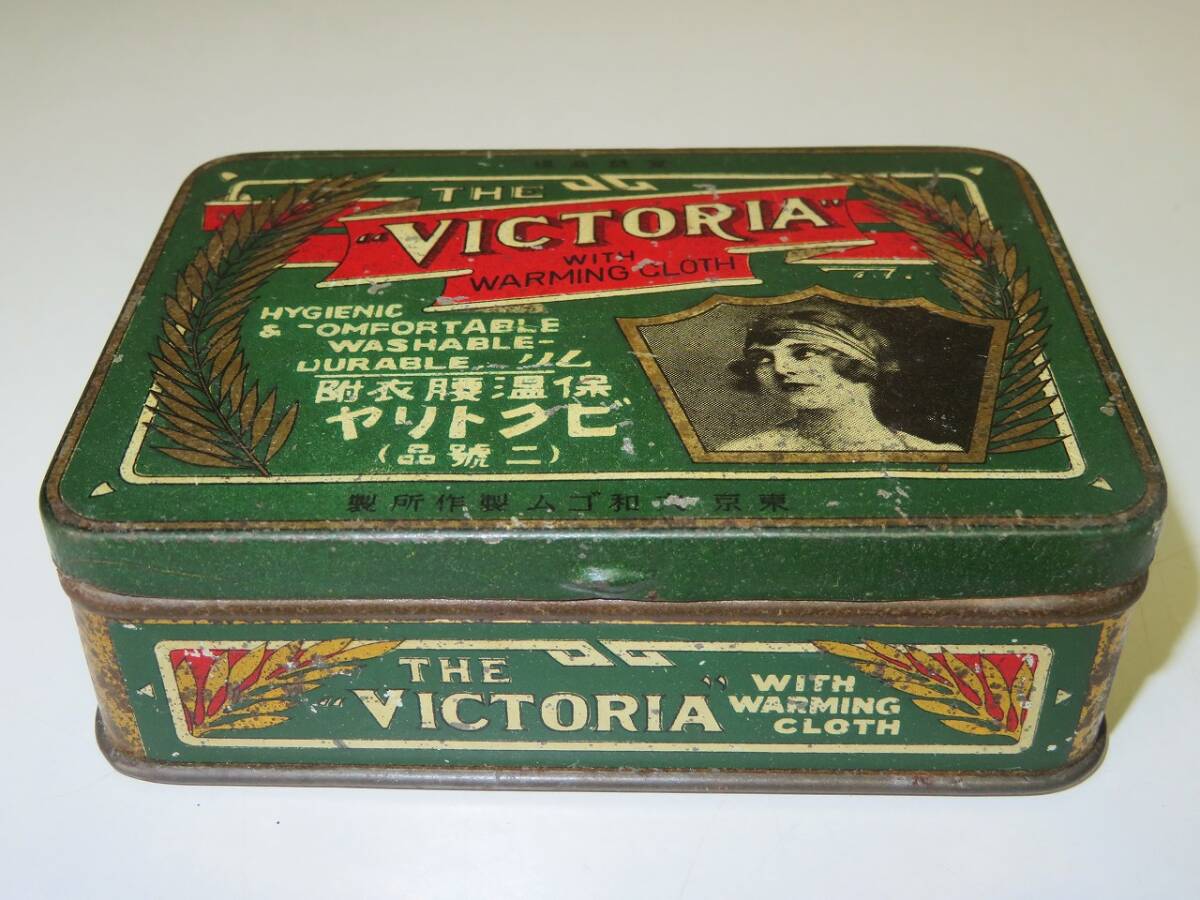 THE
"VICTORIA"
WITH
WARMING CLOTH
HYGIENIC
& COMFORTABLE
WASHABLE-
DURABLE
保溫腰衣附
ビクトリヤ
(二號品)
東京 和ゴム製作所製
THE
"VICTORIA"
WITH
WARMING
CLOTH